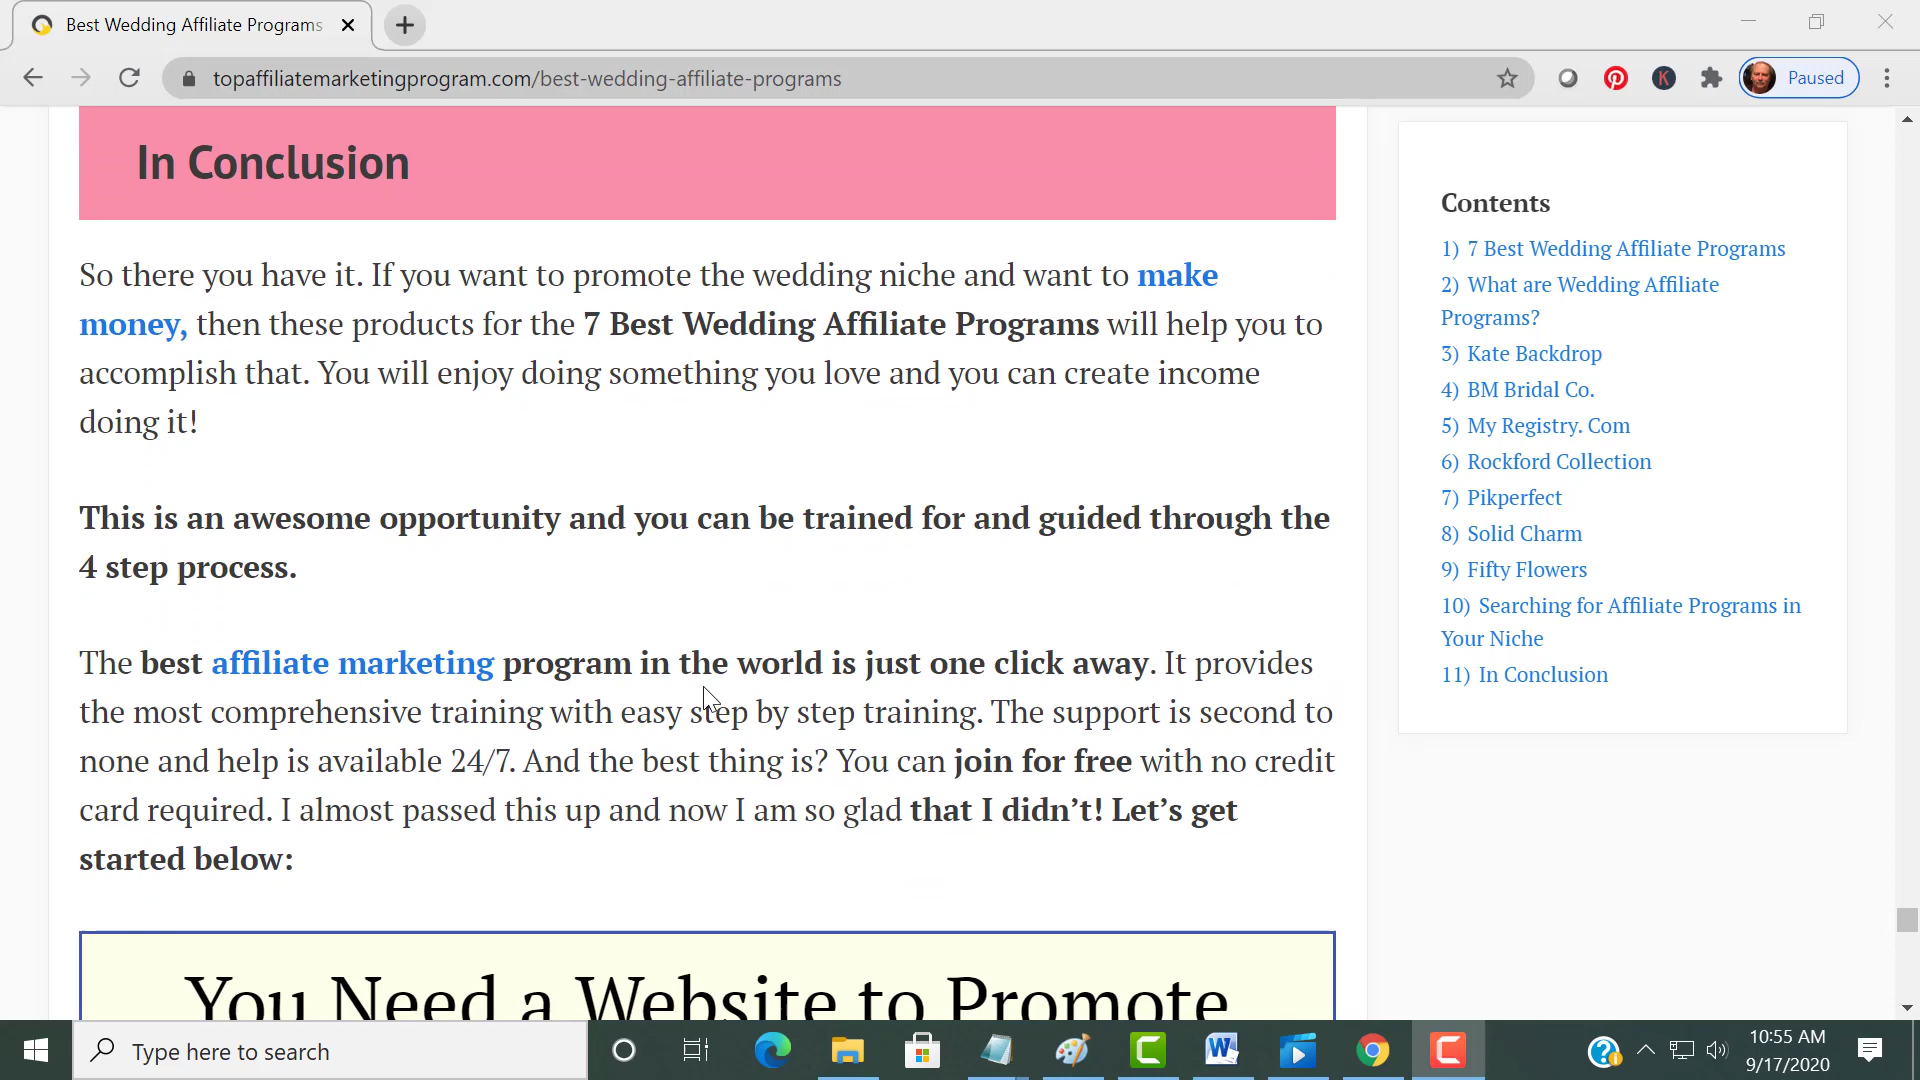 Best Wedding Affiliate Programs
topaffiliatemarketingprogram.com/best-wedding-affiliate-programs
K
Paused
In Conclusion
So there you have it. If you want to promote the wedding niche and want to make
money, then these products for the 7 Best Wedding Affiliate Programs will help you to
accomplish that. You will enjoy doing something you love and you can create income
doing it!
This is an awesome opportunity and you can be trained for and guided through the
4 step process.
The best affiliate marketing program in the world is just one click away. It provides
the most comprehensive training with easy step by step training. The support is second to
none and help is available 24/7. And the best thing is? You can join for free with no credit
card required. I almost passed this up and now I am so glad that I didn’t! Let’s get
started below:
You Need a Website to Promote
Contents
1) 7 Best Wedding Affiliate Programs
2) What are Wedding Affiliate
Programs?
3) Kate Backdrop
4) BM Bridal Co.
5) My Registry. Com
6) Rockford Collection
7) Pikperfect
8) Solid Charm
9) Fifty Flowers
10) Searching for Affiliate Programs in
Your Niche
11) In Conclusion
Type here to search
10:55 AM
9/17/2020